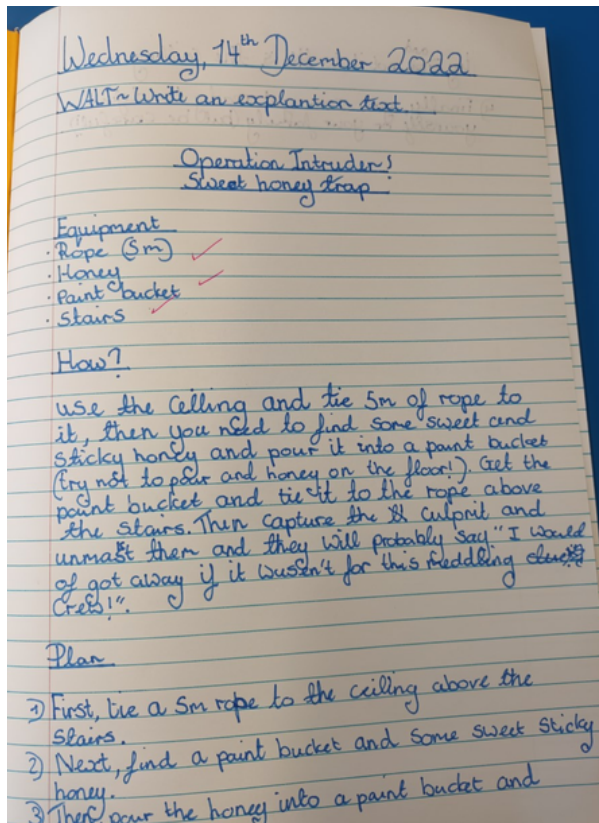 Wednesday, 14th December 2022
WALT~ Write an explantion text.
Operation Intruder!
Sweet honey trap
Equipment
· Rope (5m)
· Honey
· Paint bucket
· Stairs
How?
use the Celling and tie 5m of rope to
it, then you need to find some sweet and
sticky honey and pour it into a paint bucket
(try not to pour and honey on the floor!). Get the
paint bucket and tie it to the rope above
the stairs. Then capture the culprit and
unmask them and they will probably say "I would
of got away if it wusen't for this meddling
Crew!".
Plan
1) First, tie a 5m rope to the ceiling above the
stairs.
2) Next, find a paint bucket and some sweet sticky
honey.
3) Then pour the honey into a paint bucket and